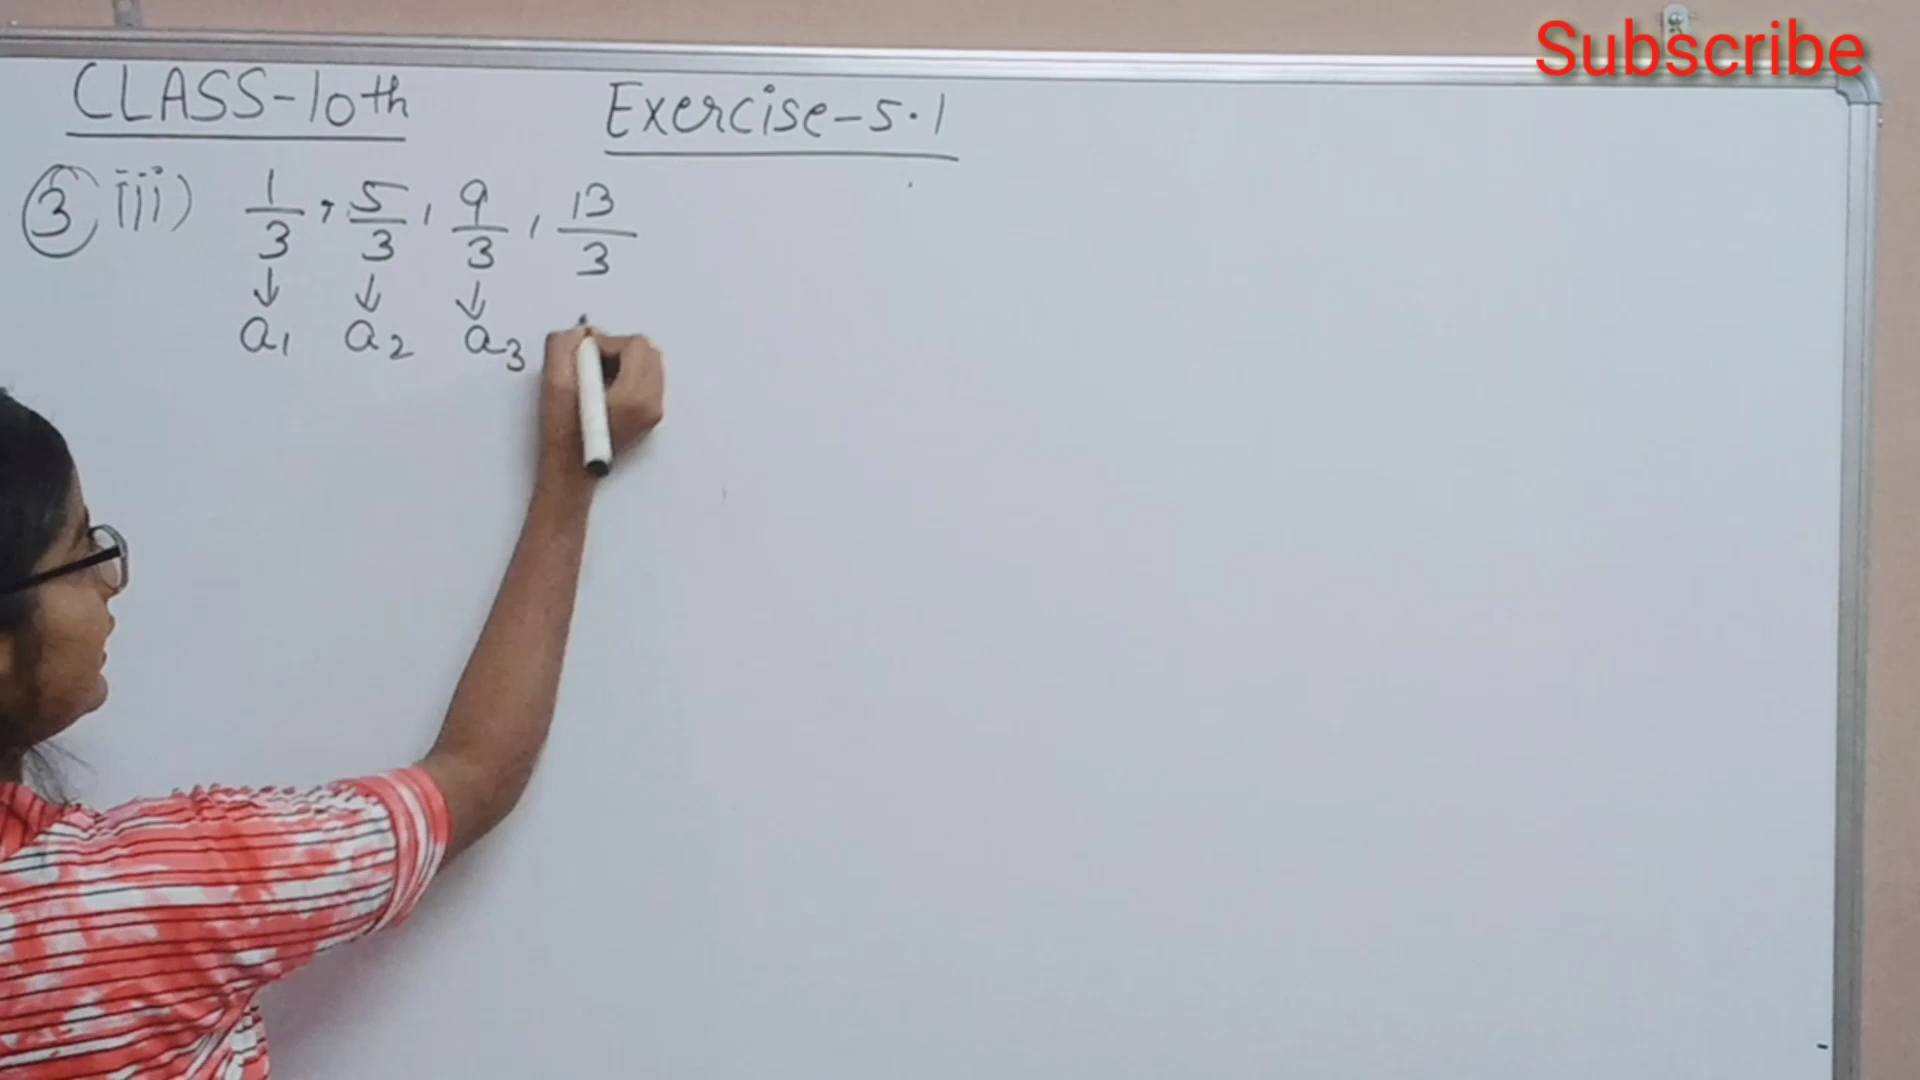 Subscribe
CLASS-10th Exercise-5.1
③ iii) 1/3, 5/3, 9/3, 13/3
↓ ↓ ↓
a1 a2 a3